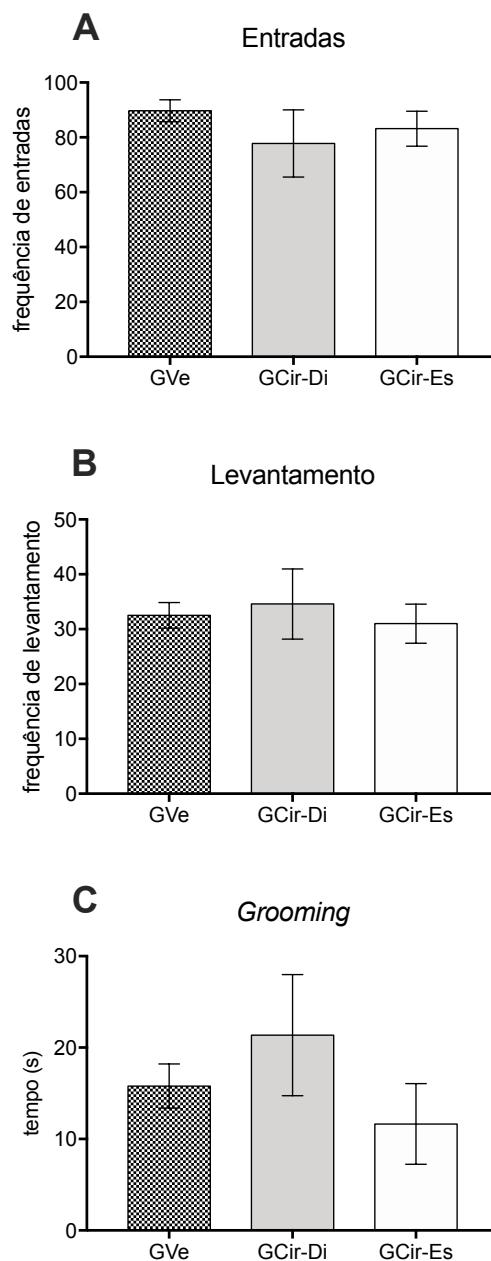 A
Entradas
frequência de entradas
100
80
60
40
20
0
GVe
GCir-Di
GCir-Es
B
Levantamento
frequência de levantamento
50
40
30
20
10
0
GVe
GCir-Di
GCir-Es
C
Grooming
tempo (s)
30
20
10
0
GVe
GCir-Di
GCir-Es